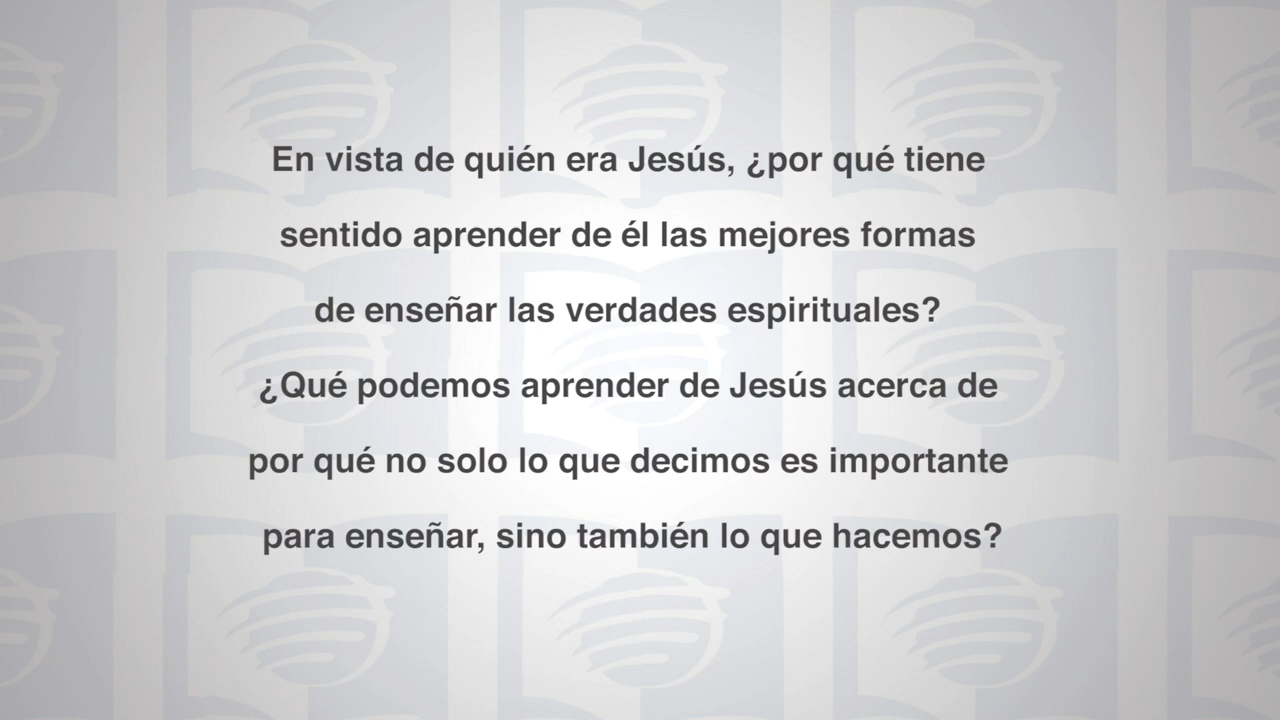 En vista de quién era Jesús, ¿por qué tiene
sentido aprender de él las mejores formas
de enseñar las verdades espirituales?
¿Qué podemos aprender de Jesús acerca de
por qué no solo lo que decimos es importante
para enseñar, sino también lo que hacemos?